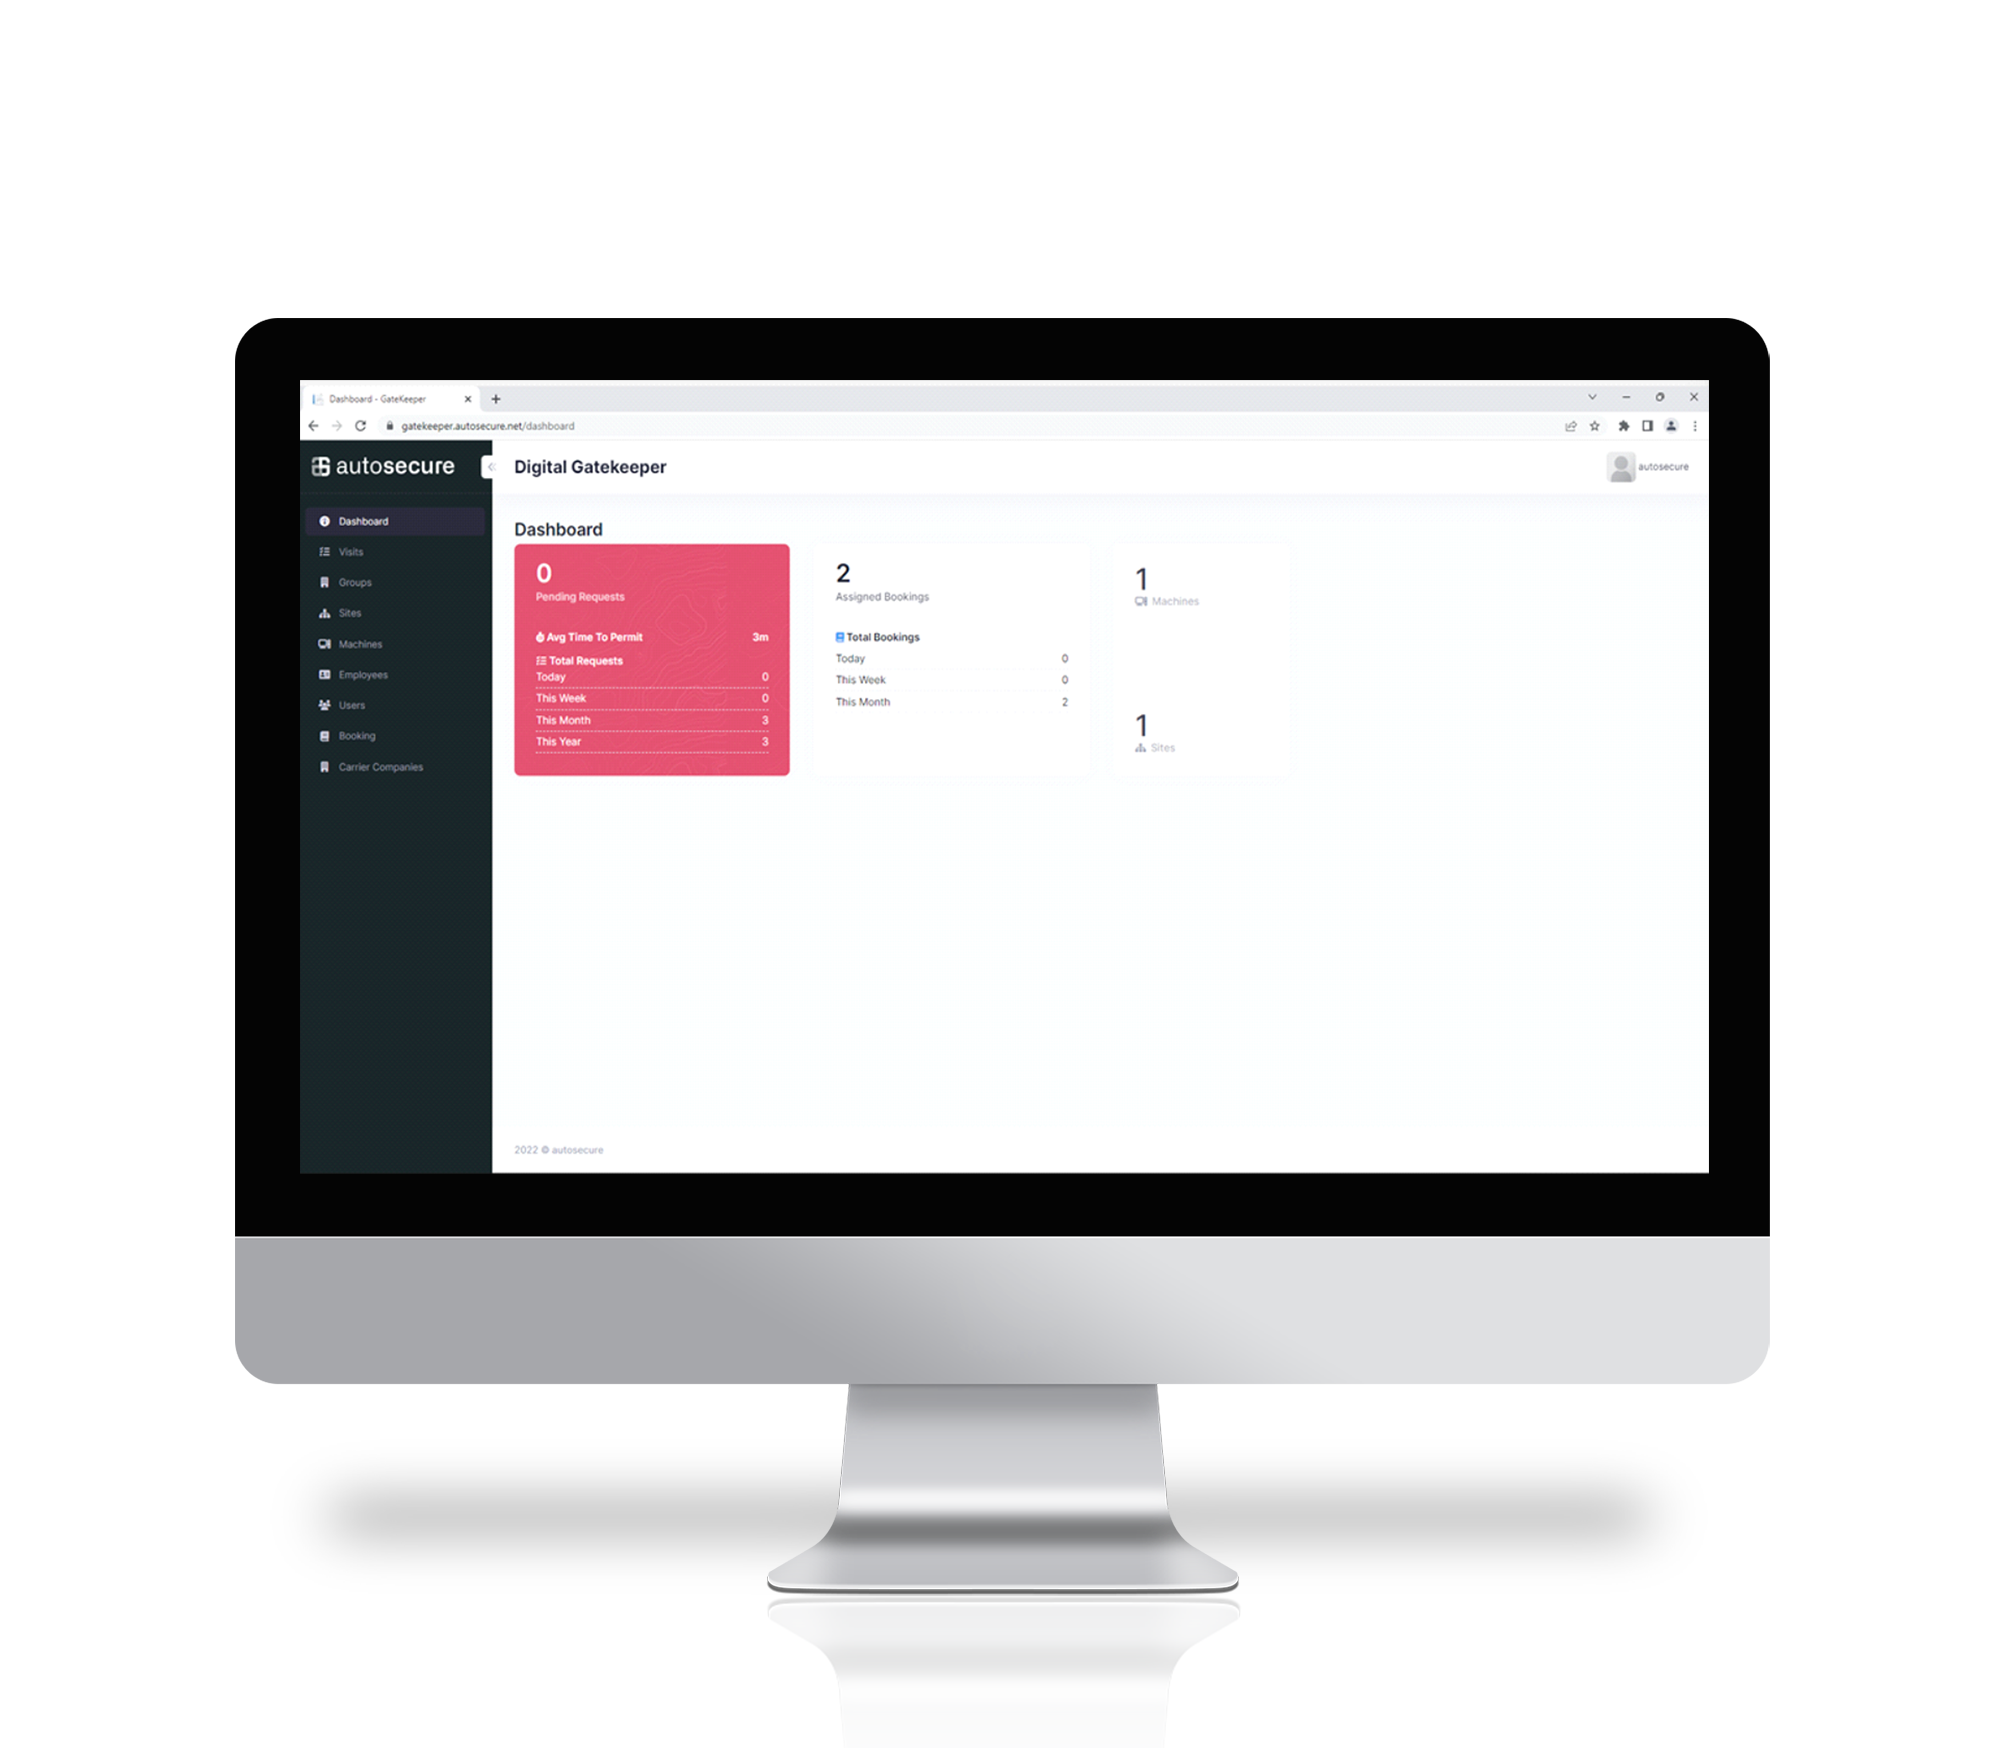 Dashboard - GateKeeper
gatekeeper.autosecure.net/dashboard
autosecure
Digital Gatekeeper
autosecure
Dashboard
Visits
Groups
Sites
Machines
Employees
Users
Booking
Carrier Companies
Dashboard
0
Pending Requests
Avg Time To Permit 3m
Total Requests
Today 0
This Week 0
This Month 3
This Year 3
2
Assigned Bookings
Total Bookings
Today 0
This Week 0
This Month 2
1
Machines
1
Sites
2022 © autosecure